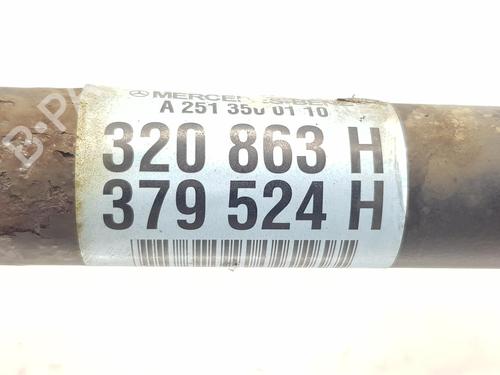 MERCEDES-BENZ
A 251 350 01 10
320 863 H
379 524 H
B-P